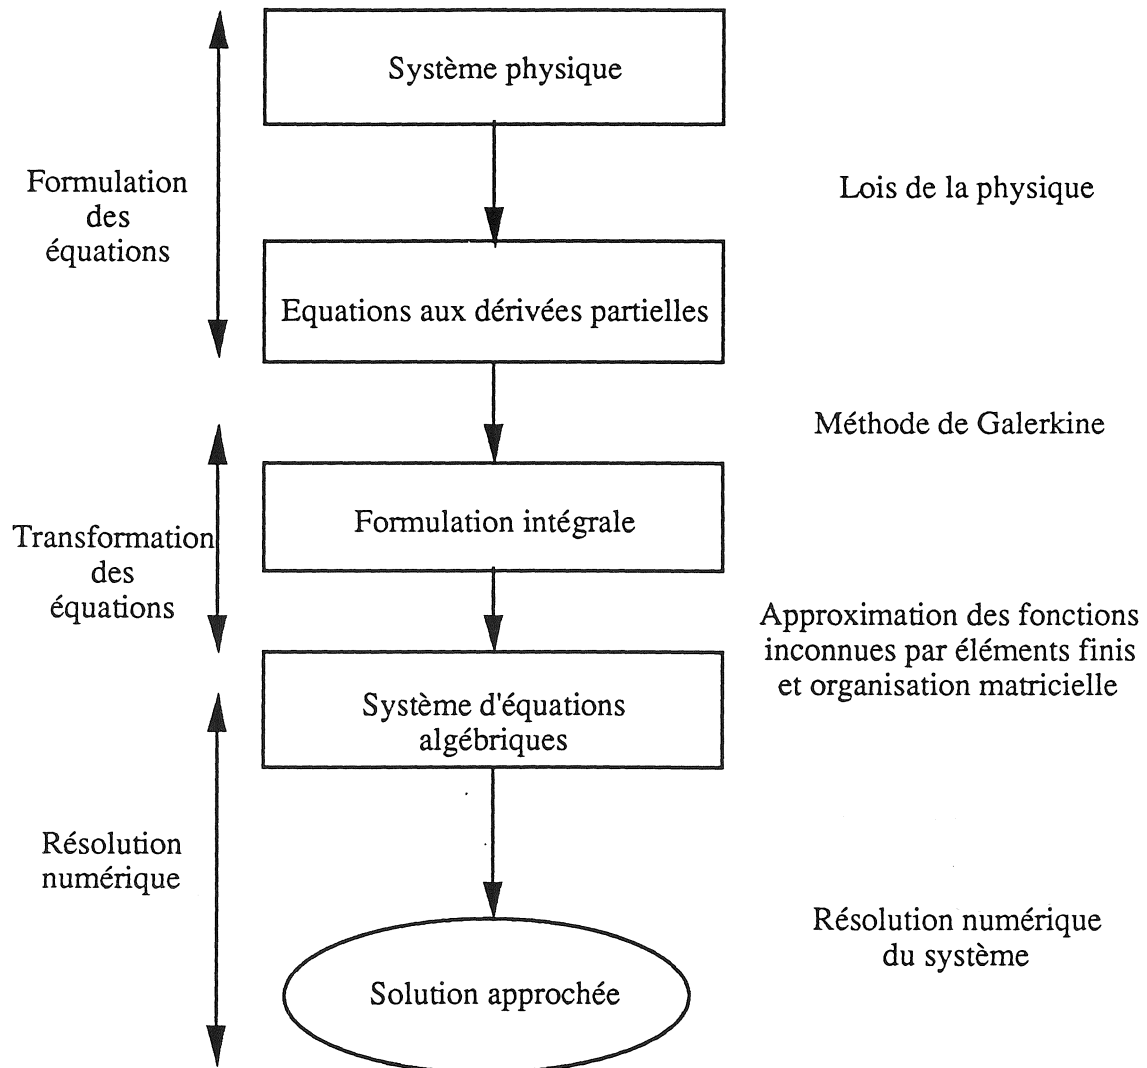 Système physique
Formulation
des
équations
Lois de la physique
Equations aux dérivées partielles
Méthode de Galerkine
Formulation intégrale
Transformation
des
équations
Approximation des fonctions
inconnues par éléments finis
et organisation matricielle
Système d'équations
algébriques
Résolution
numérique
Résolution numérique
du système
Solution approchée